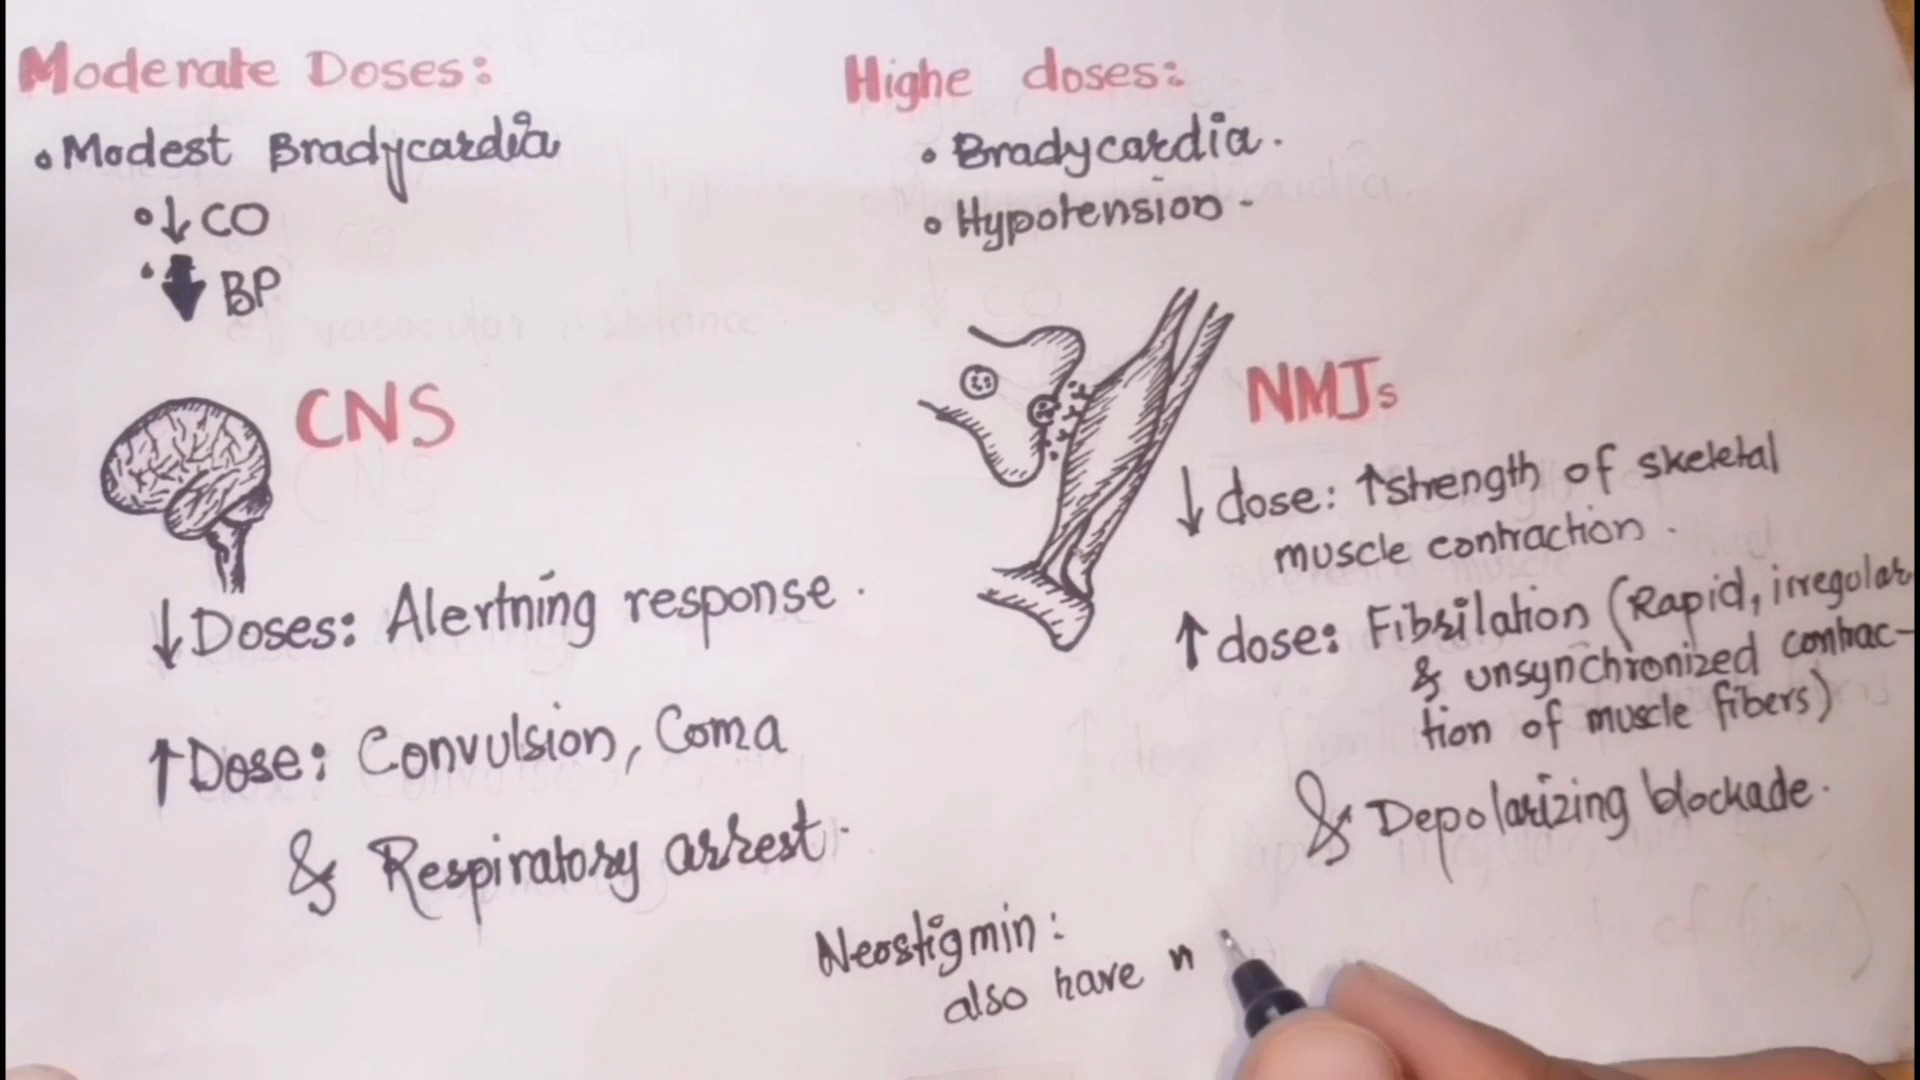 Moderate Doses:
• Modest Bradycardia
• ↓ CO
• ↓ BP
Highe doses:
• Bradycardia.
• Hypotension -
CNS
↓ Doses: Alertning response.
↑ Dose: Convulsion, Coma
& Respiratory arrest.
NMJs
↓ dose: ↑ strength of skeletal
muscle contraction.
↑ dose: Fibrilation (Rapid, irregular
& unsynchronized contrac-
tion of muscle fibers)
& Depolarizing blockade.
Neostigmin:
also have n